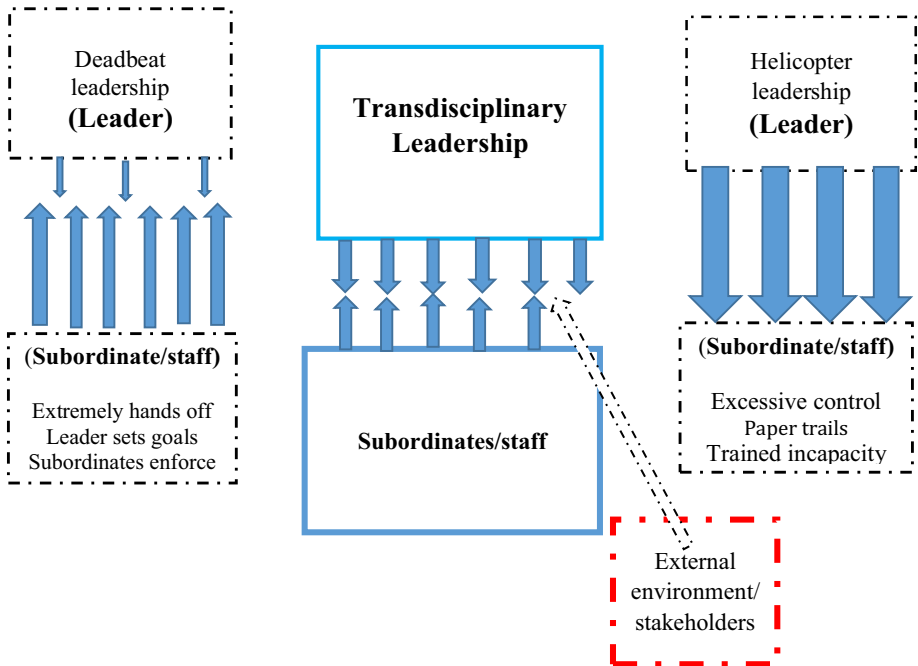 Deadbeat
leadership
(Leader)
(Subordinate/staff)
Extremely hands off
Leader sets goals
Subordinates enforce
Transdisciplinary
Leadership
Subordinates/staff
Helicopter
leadership
(Leader)
(Subordinate/staff)
Excessive control
Paper trails
Trained incapacity
External
environment/
stakeholders